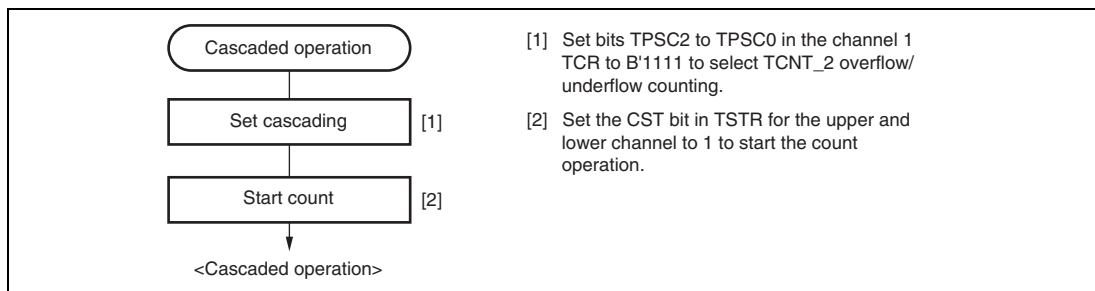 Cascaded operation
Set cascading
[1]
Start count
[2]
<Cascaded operation>
[1] Set bits TPSC2 to TPSC0 in the channel 1
TCR to B'1111 to select TCNT_2 overflow/
underflow counting.
[2] Set the CST bit in TSTR for the upper and
lower channel to 1 to start the count
operation.